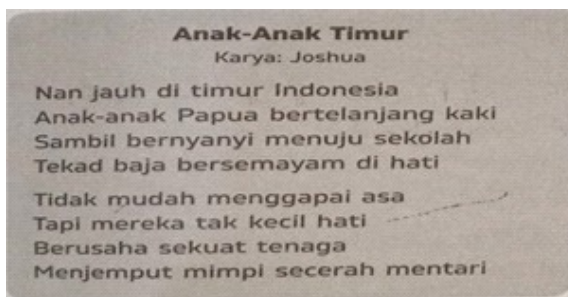 Anak-Anak Timur
Karya: Joshua
Nan jauh di timur Indonesia
Anak-anak Papua bertelanjang kaki
Sambil bernyanyi menuju sekolah
Tekad baja bersemayam di hati
Tidak mudah menggapai asa
Tapi mereka tak kecil hati
Berusaha sekuat tenaga
Menjemput mimpi secerah mentari